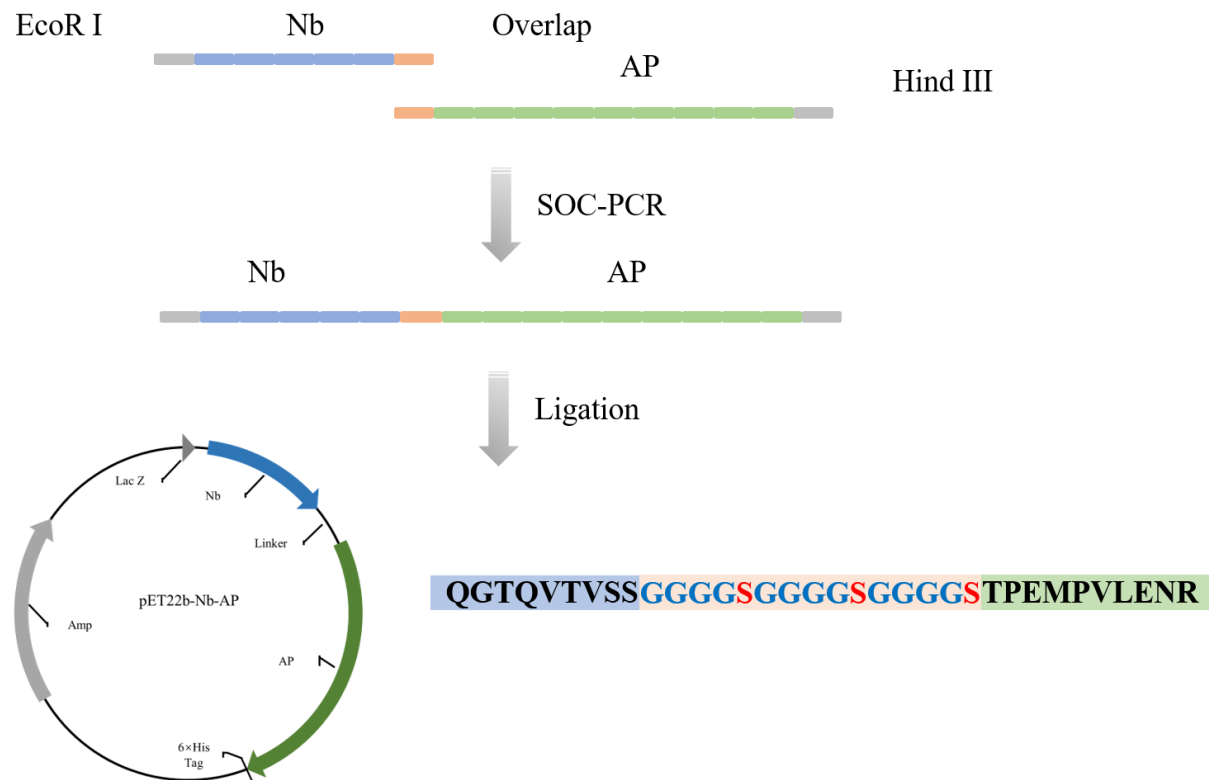 EcoR I
Nb
Overlap
AP
Hind III
SOC-PCR
Nb
AP
Ligation
Lac Z
Nb
Linker
pET22b-Nb-AP
Amp
AP
6×His
Tag
QGTQVTVSSGGGGSGGGGSGGGGSTPEMPVLENR